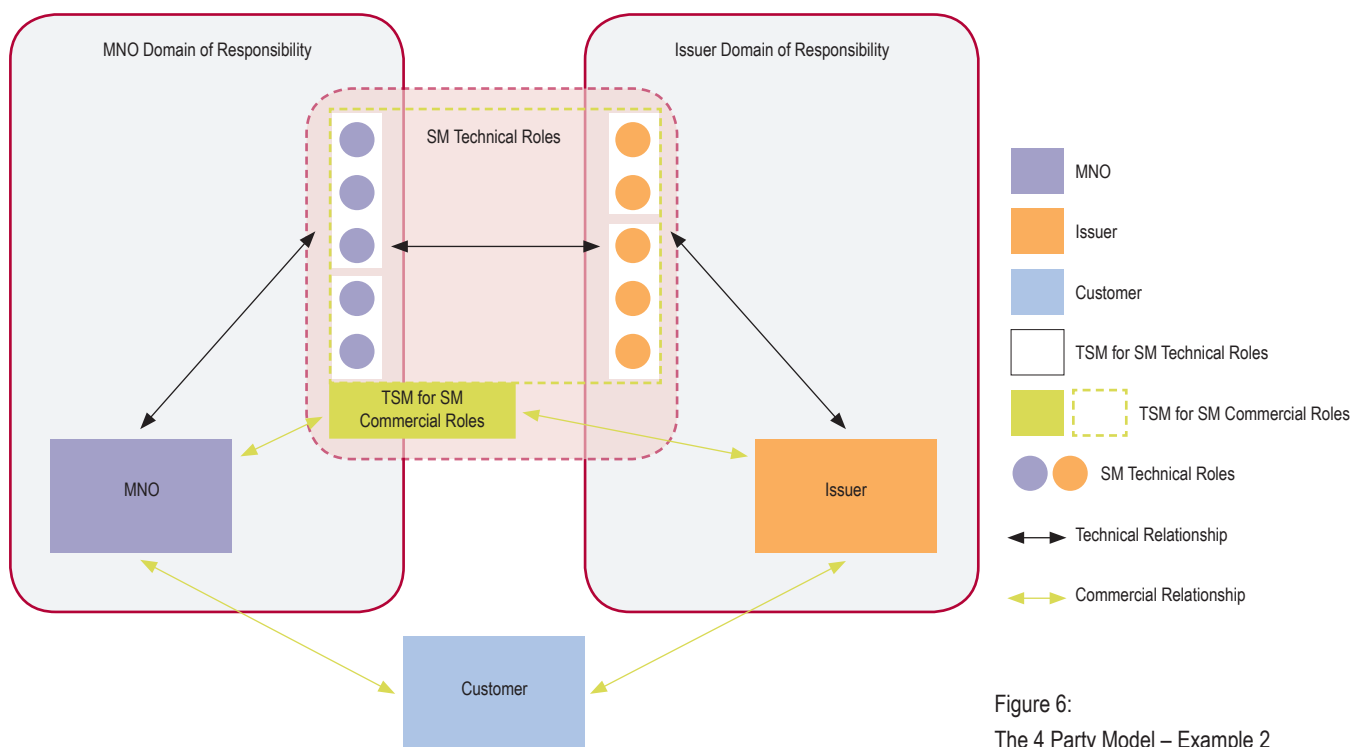 MNO Domain of Responsibility
Issuer Domain of Responsibility
SM Technical Roles
TSM for SM
Commercial Roles
MNO
Issuer
Customer
MNO
Issuer
Customer
TSM for SM Technical Roles
TSM for SM Commercial Roles
SM Technical Roles
Technical Relationship
Commercial Relationship
Figure 6:
The 4 Party Model – Example 2